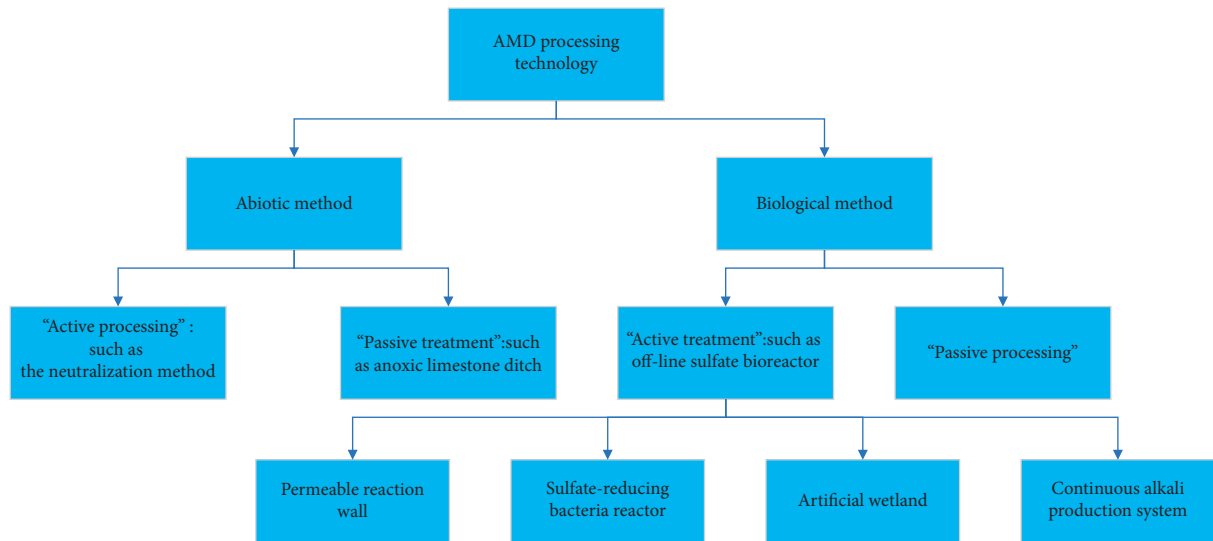 AMD processing
technology
Abiotic method
Biological method
“Active processing” :
such as
the neutralization method
“Passive treatment”:such
as anoxic limestone ditch
“Active treatment”:such as
off-line sulfate bioreactor
“Passive processing”
Permeable reaction
wall
Sulfate-reducing
bacteria reactor
Artificial wetland
Continuous alkali
production system